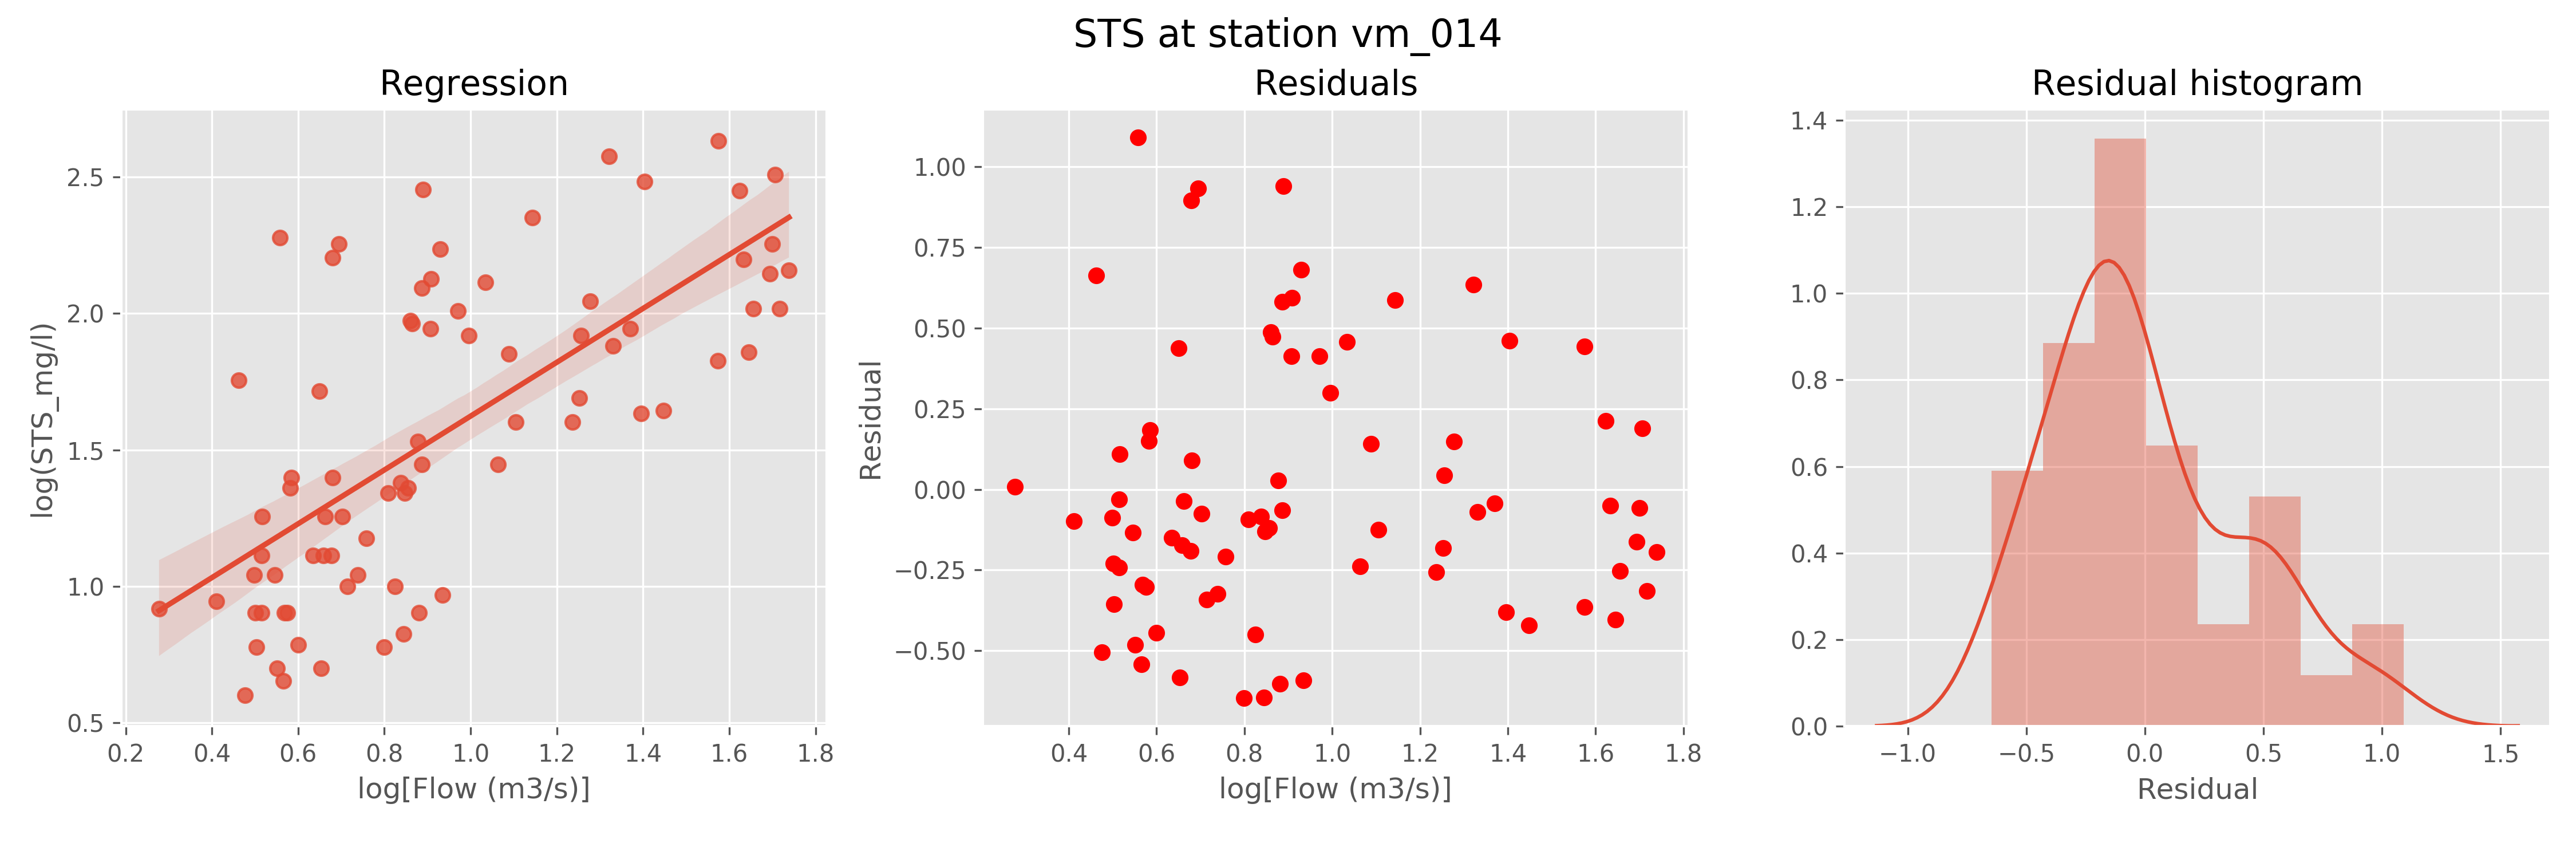 STS at station vm_014
Regression
2.5
2.0
1.5
1.0
0.5
log(STS_mg/l)
0.2 0.4 0.6 0.8 1.0 1.2 1.4 1.6 1.8
log[Flow (m3/s)]
Residuals
1.00
0.75
0.50
0.25
0.00
−0.25
−0.50
Residual
0.4 0.6 0.8 1.0 1.2 1.4 1.6 1.8
log[Flow (m3/s)]
Residual histogram
1.4
1.2
1.0
0.8
0.6
0.4
0.2
0.0
−1.0 −0.5 0.0 0.5 1.0 1.5
Residual